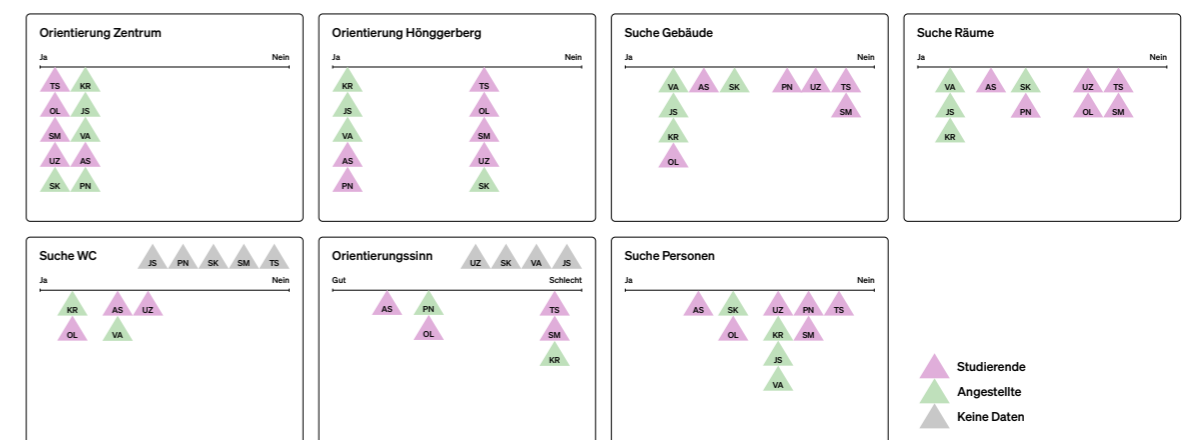 Orientierung Zentrum
Ja Nein
TS KR
OL JS
SM VA
UZ AS
SK PN
Orientierung Hönggerberg
Ja Nein
KR TS
JS OL
VA SM
AS UZ
PN SK
Suche Gebäude
Ja Nein
VA AS SK PN UZ TS
JS SM
KR
OL
Suche Räume
Ja Nein
VA AS SK UZ TS
JS PN OL SM
KR
Suche WC JS PN SK SM TS
Ja Nein
KR AS UZ
OL VA
Orientierungssinn UZ SK VA JS
Gut Schlecht
AS PN TS
OL SM
KR
Suche Personen
Ja Nein
AS SK UZ PN TS
OL KR SM
JS
VA
Studierende
Angestellte
Keine Daten